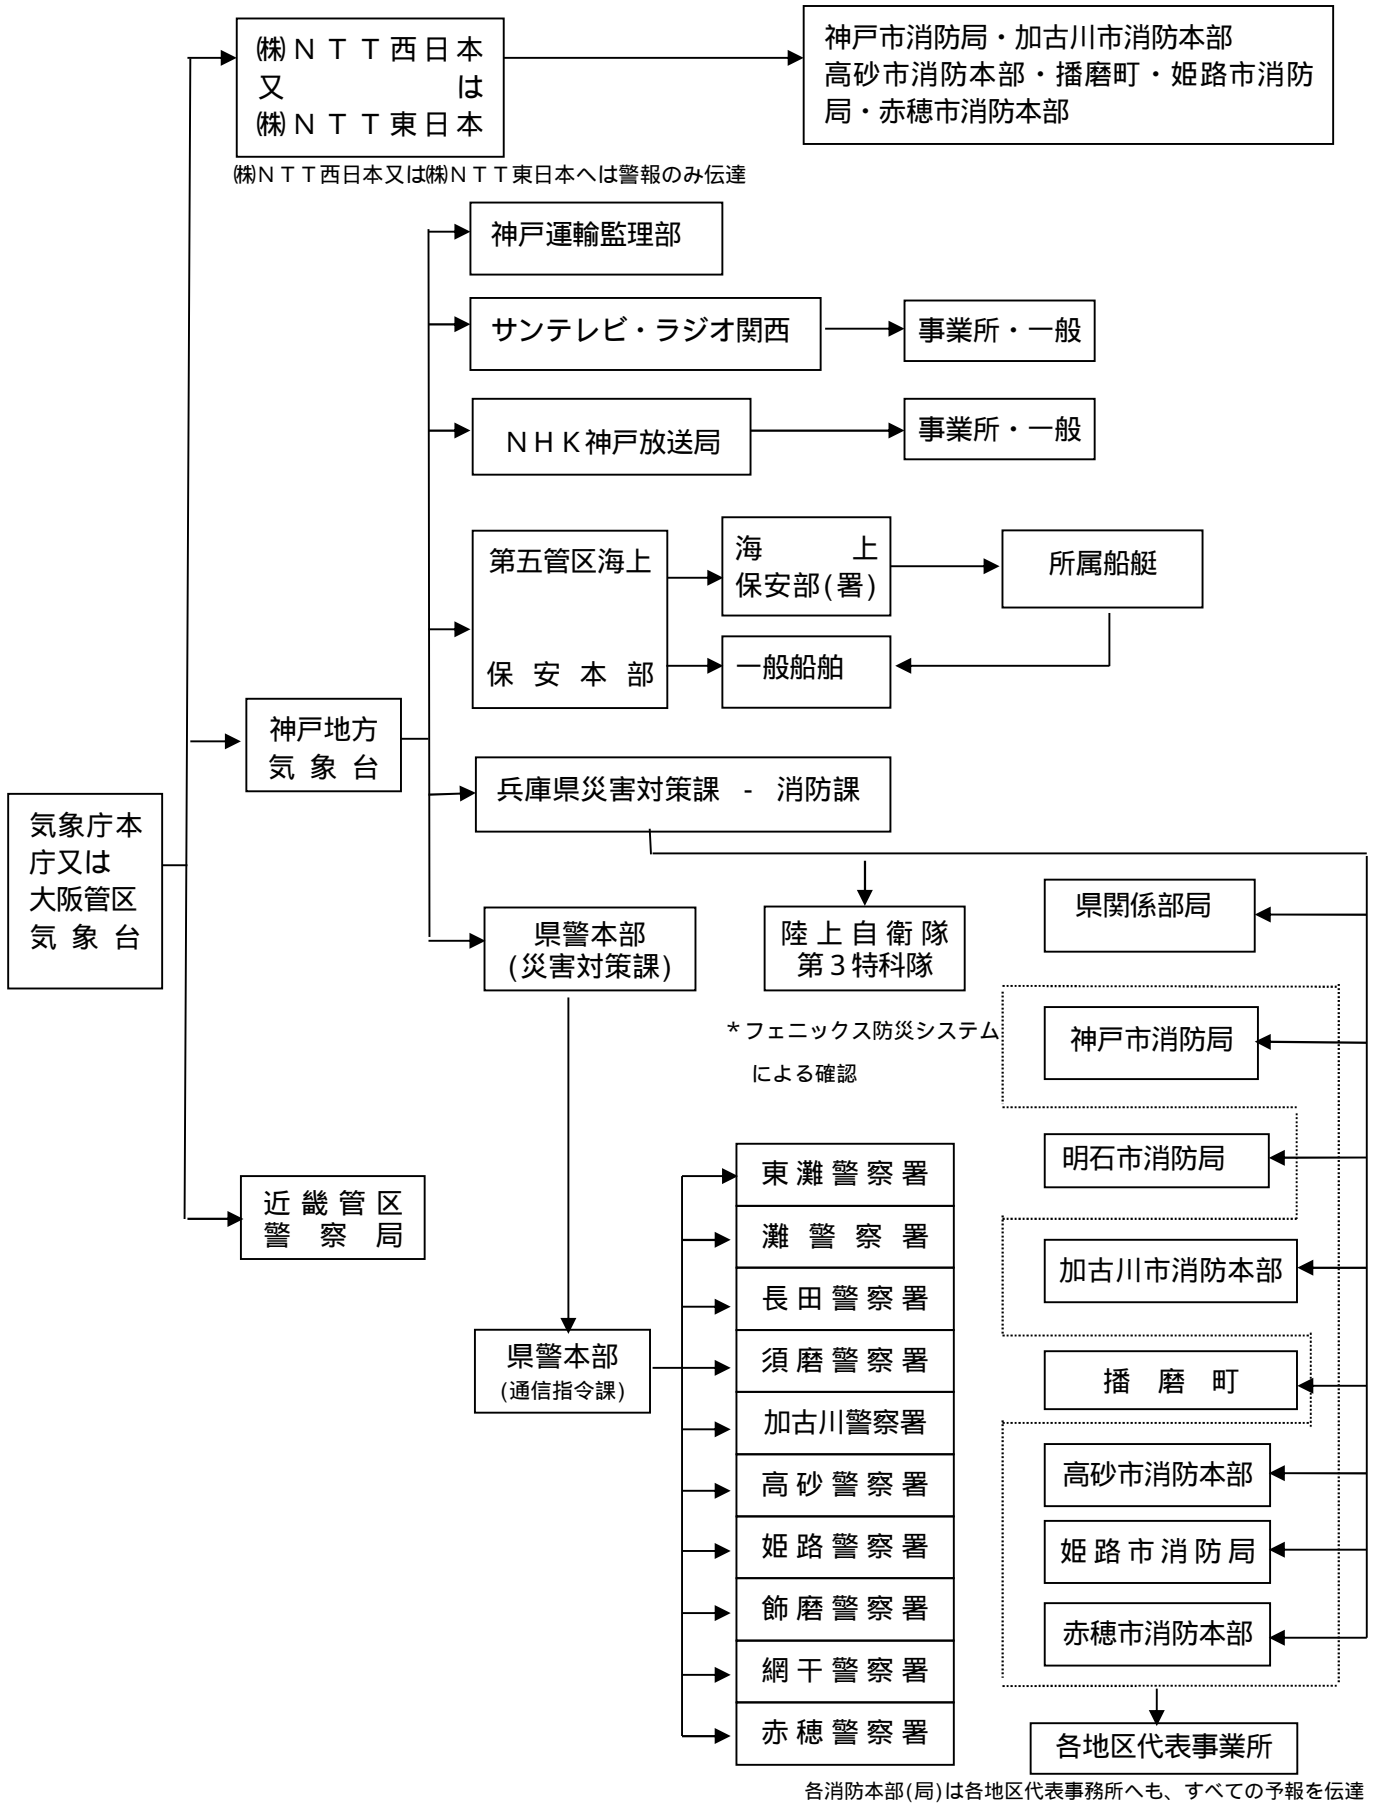 ㈱ＮＴＴ西日本
又は
㈱ＮＴＴ東日本
神戸市消防局・加古川市消防本部
高砂市消防本部・播磨町・姫路市消防
局・赤穂市消防本部
㈱ＮＴＴ西日本又は㈱ＮＴＴ東日本へは警報のみ伝達
神戸運輸監理部
サンテレビ・ラジオ関西
事業所・一般
ＮＨＫ神戸放送局
事業所・一般
第五管区海上
保安本部
海上
保安部(署)
所属船艇
一般船舶
神戸地方
気象台
兵庫県災害対策課 - 消防課
気象庁本
庁又は
大阪管区
気象台
県警本部
(災害対策課)
陸上自衛隊
第３特科隊
県関係部局
＊フェニックス防災システム
による確認
神戸市消防局
明石市消防局
近畿管区
警察局
東灘警察署
灘警察署
長田警察署
須磨警察署
加古川警察署
高砂警察署
姫路警察署
飾磨警察署
網干警察署
赤穂警察署
県警本部
(通信指令課)
加古川市消防本部
播磨町
高砂市消防本部
姫路市消防局
赤穂市消防本部
各地区代表事業所
各消防本部(局)は各地区代表事務所へも、すべての予報を伝達